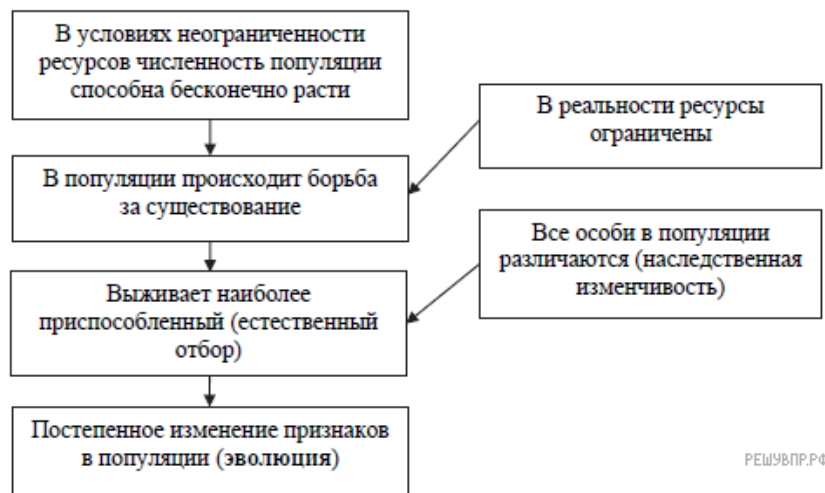 В условиях неограниченности
ресурсов численность популяции
способна бесконечно расти
В реальности ресурсы
ограничены
В популяции происходит борьба
за существование
Все особи в популяции
различаются (наследственная
изменчивость)
Выживает наиболее
приспособленный (естественный
отбор)
Постепенное изменение признаков
в популяции (эволюция)
РЕШУВПР.РФ